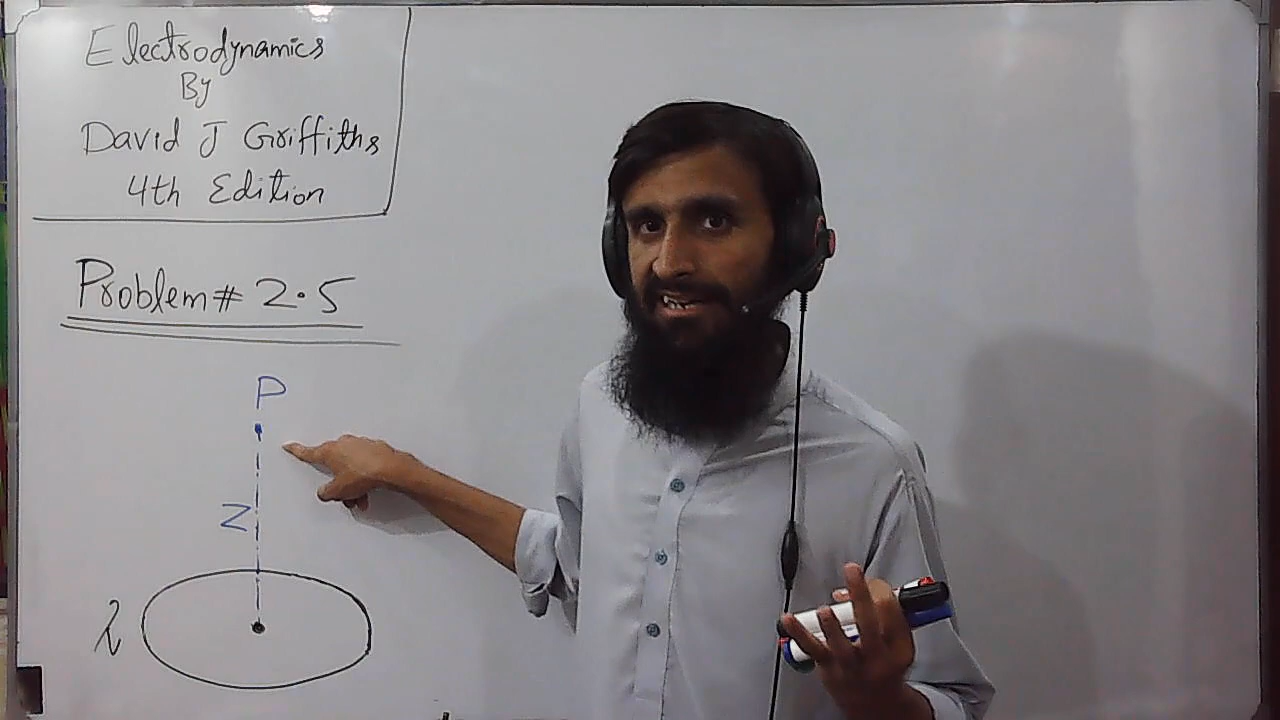 Electrodynamics
By
David J Griffiths
4th Edition
Problem# 2.5
P
Z
λ